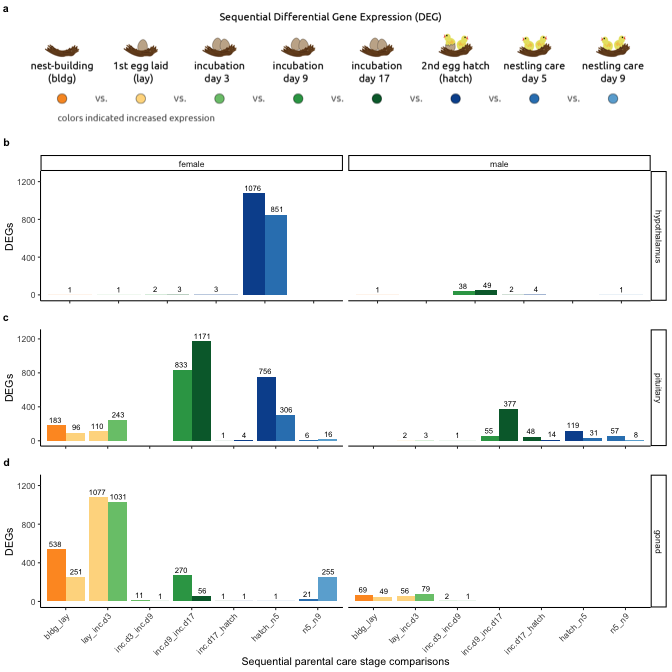 a
Sequential Differential Gene Expression (DEG)
nest-building 1st egg laid incubation incubation incubation 2nd egg hatch nestling care nestling care
(bldg) (lay) day 3 day 9 day 17 (hatch) day 5 day 9
vs. vs. vs. vs. vs. vs. vs.
colors indicated increased expression
b
female male
DEGs
1200
800
400
0
1 1 2 3 3 1076 851
1 38 49 2 4 1
hypothalamus
c
DEGs
1200
800
400
0
183 96 110 243 833 1171 1 4 756 306 6 16
2 3 1 55 377 48 14 119 31 57 8
pituitary
d
DEGs
1200
800
400
0
538 251 1077 1031 11 1 270 56 1 1 1 21 255
69 49 56 79 2 1
gonad
bldg_lay lay_inc.d3 inc.d3_inc.d9 inc.d9_inc.d17 inc.d17_hatch hatch_n5 n5_n9
bldg_lay lay_inc.d3 inc.d3_inc.d9 inc.d9_inc.d17 inc.d17_hatch hatch_n5 n5_n9
Sequential parental care stage comparisons